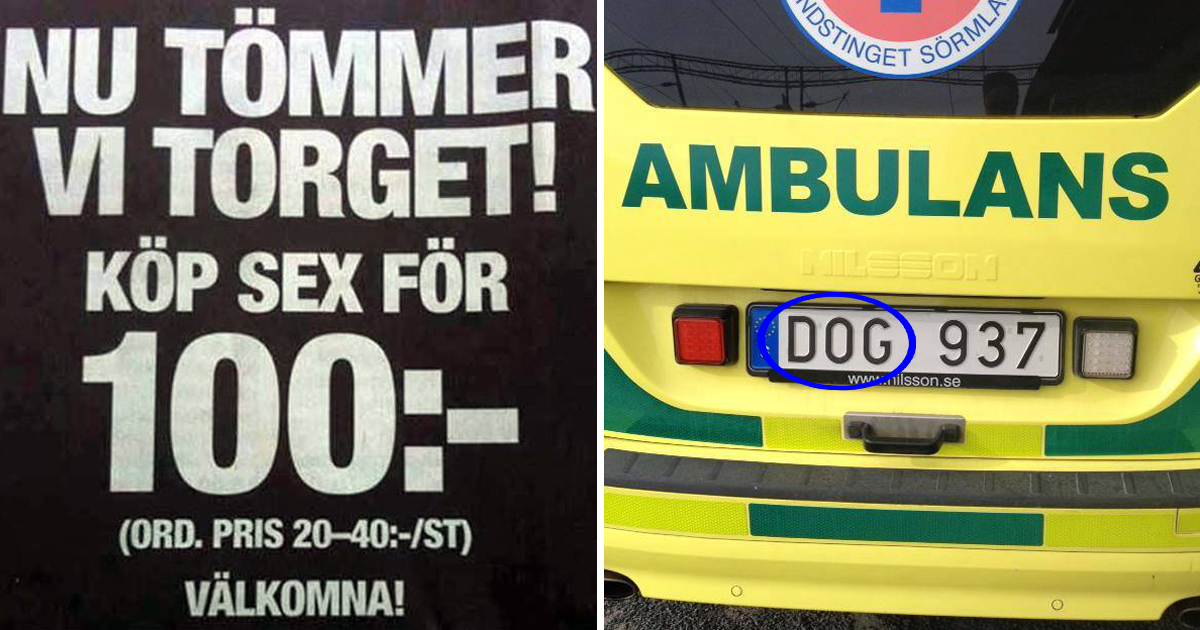 NU TÖMMER
VI TORGET!
KÖP SEX FÖR
100:-
(ORD. PRIS 20–40:-/ST)
VÄLKOMNA!
NDSTINGET SÖRMLA
AMBULANS
NILSSON
DOG 937
www.nilsson.se